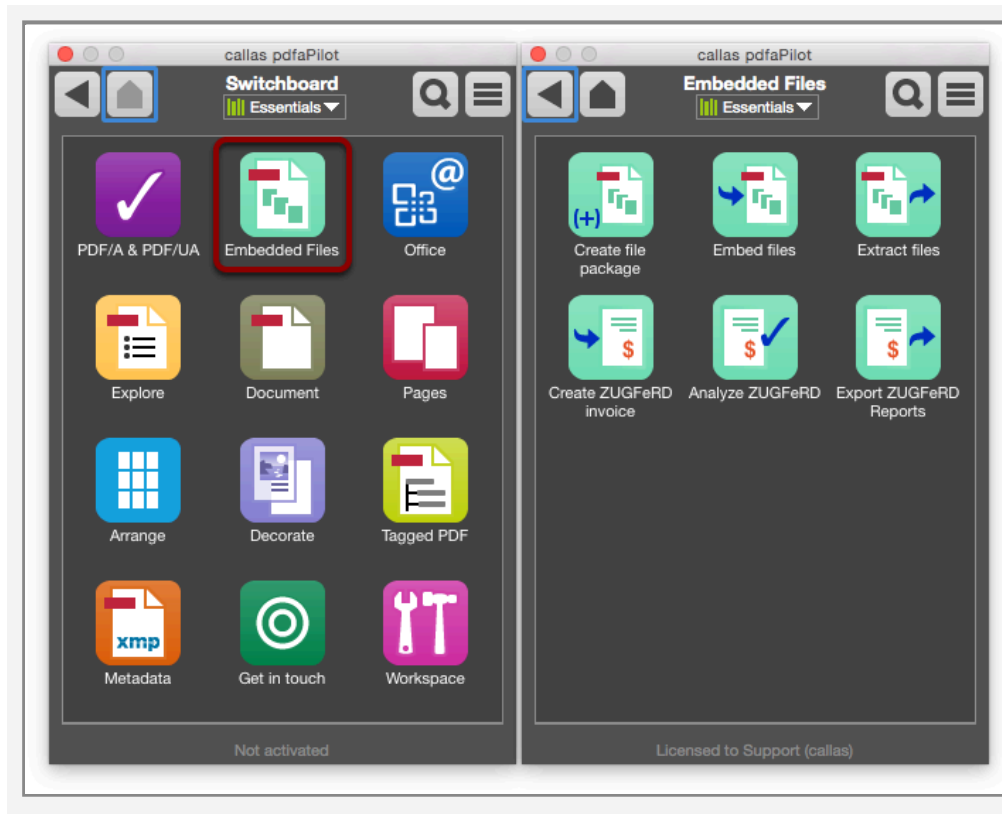 callas pdfaPilot
Switchboard
Essentials
PDF/A & PDF/UA
Embedded Files
@
Office
Explore
Document
Pages
Arrange
Decorate
Tagged PDF
xmp
Metadata
Get in touch
Workspace
Not activated
callas pdfaPilot
Embedded Files
Essentials
(+)
Create file
package
Embed files
Extract files
$
Create ZUGFeRD
invoice
$
Analyze ZUGFeRD
$
Export ZUGFeRD
Reports
Licensed to Support (callas)